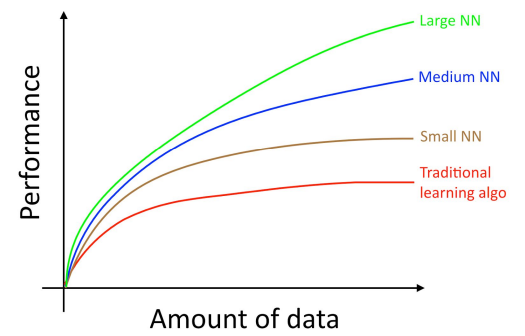 Large NN
Medium NN
Small NN
Traditional
learning algo
Performance
Amount of data